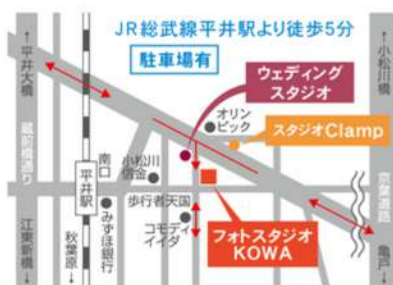 JR総武線平井駅より徒歩5分
駐車場有
↑平井大橋
↑小松川橋
ウェディング
スタジオ
オリン
ピック
スタジオClamp
蔵前橋通り
南口
小松川
信金
平井駅
京葉道路
歩行者天国
みずほ銀行
コモディ
イイダ
フォトスタジオ
KOWA
江東新橋↓
秋葉原↓
亀戸↓